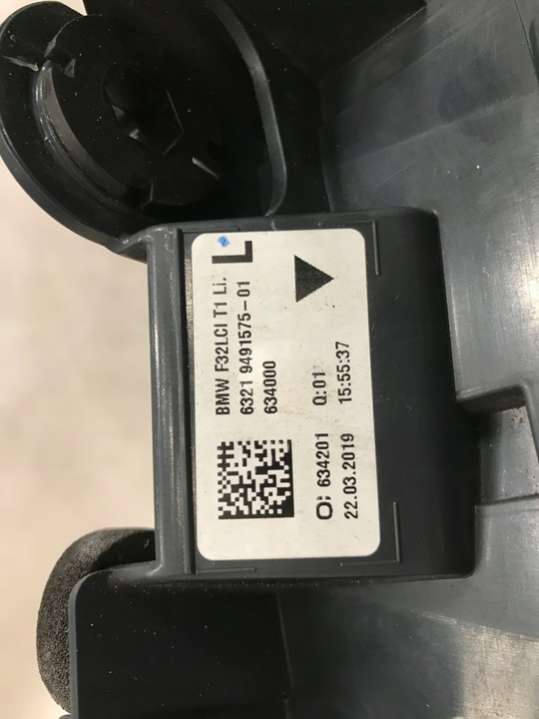 BMW F32LCI T1 Li. L
6321 9491575-01
634000
O: 634201 Q:01
22.03.2019 15:55:37